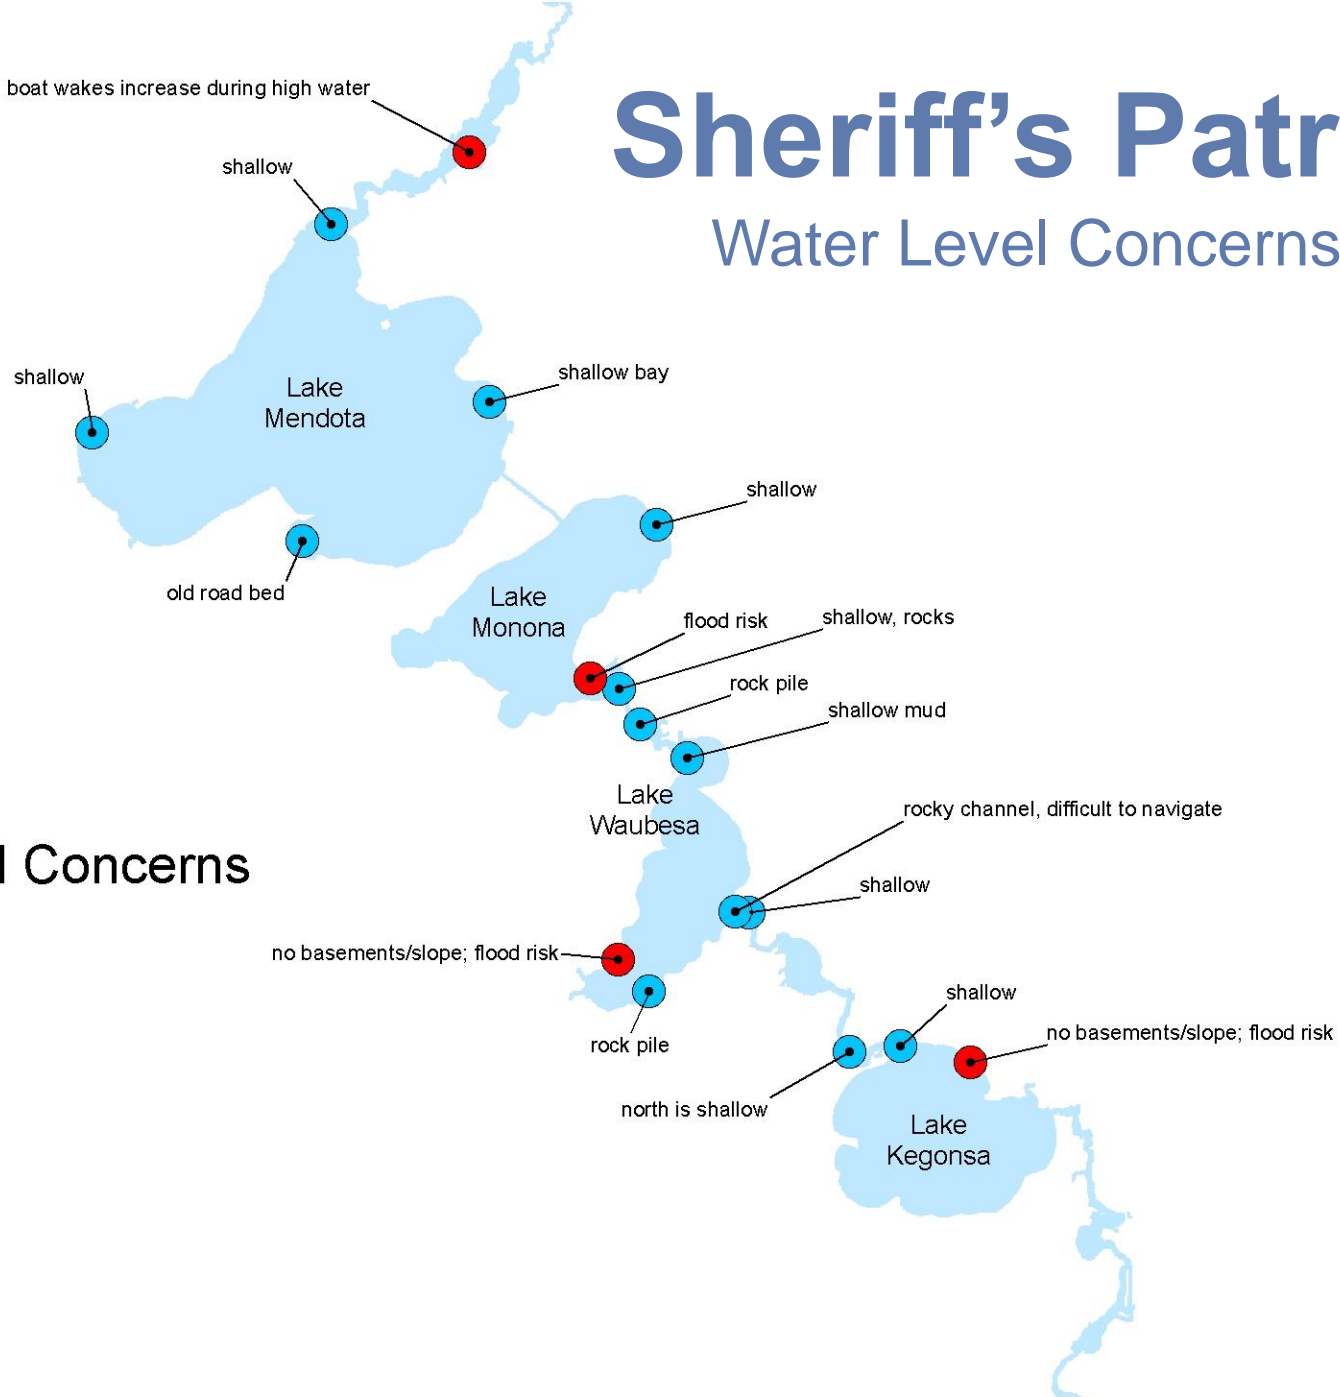 Sheriff's Patr
Water Level Concerns
boat wakes increase during high water
shallow
shallow
Lake
Mendota
shallow bay
shallow
old road bed
Lake
Monona
flood risk
shallow, rocks
rock pile
shallow mud
Lake
Waubesa
rocky channel, difficult to navigate
Concerns
shallow
no basements/slope; flood risk
rock pile
shallow
no basements/slope; flood risk
north is shallow
Lake
Kegonsa